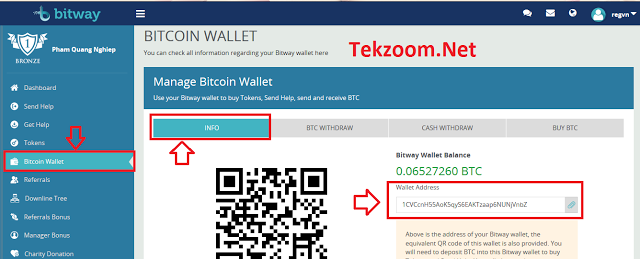 bitway
regvn
1
BRONZE
Pham Quang Nghiep
Dashboard
Send Help
Get Help
Tokens
Bitcoin Wallet
Referrals
Downline Tree
Referrals Bonus
Manager Bonus
Charity Donation
BITCOIN WALLET
You can check all information regarding your Bitway wallet here
Tekzoom.Net
Manage Bitcoin Wallet
Use your Bitway wallet to buy Tokens, Send Help, send and receive BTC
INFO
BTC WITHDRAW
CASH WITHDRAW
BUY BTC
Bitway Wallet Balance
0.06527260 BTC
Wallet Address
Above is the address of your Bitway wallet, the
equivalent QR code of this wallet is also provided. You
will need to deposit BTC into this Bitway wallet to buy